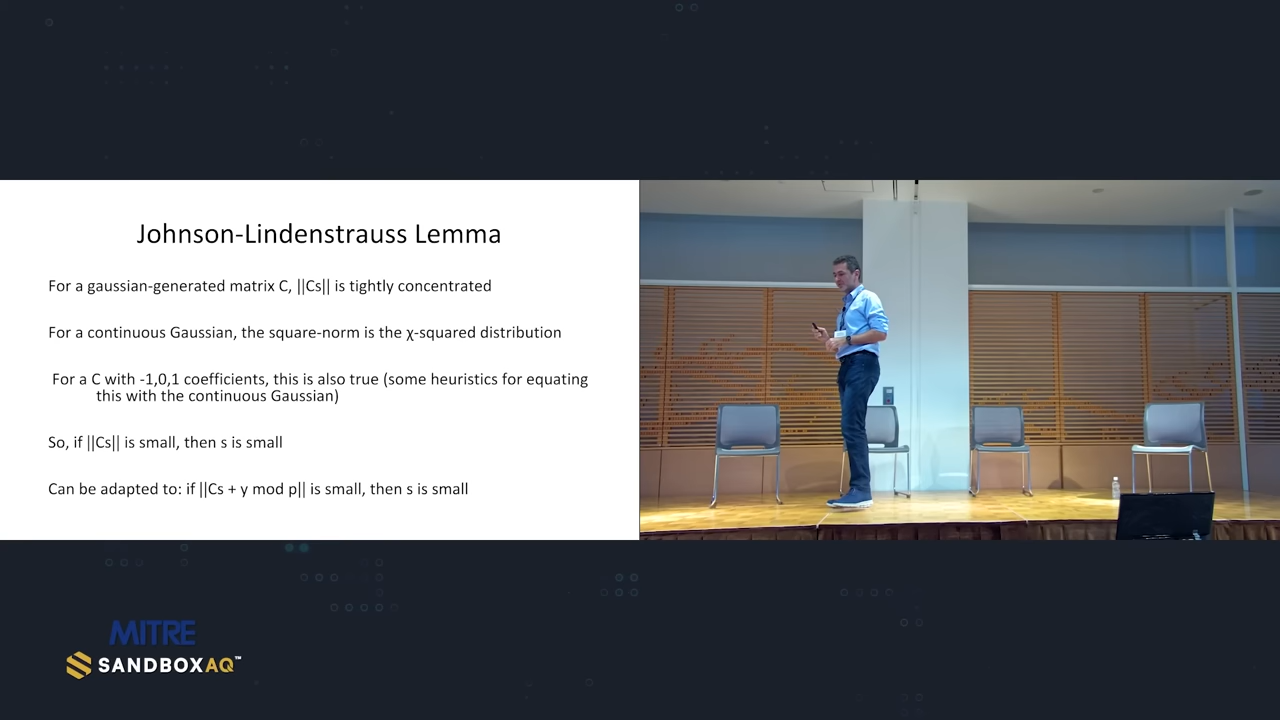 Johnson-Lindenstrauss Lemma
For a gaussian-generated matrix C, ||Cs|| is tightly concentrated
For a continuous Gaussian, the square-norm is the χ-squared distribution
For a C with -1,0,1 coefficients, this is also true (some heuristics for equating
this with the continuous Gaussian)
So, if ||Cs|| is small, then s is small
Can be adapted to: if ||Cs + y mod p|| is small, then s is small
MITRE
SANDBOXAQ™